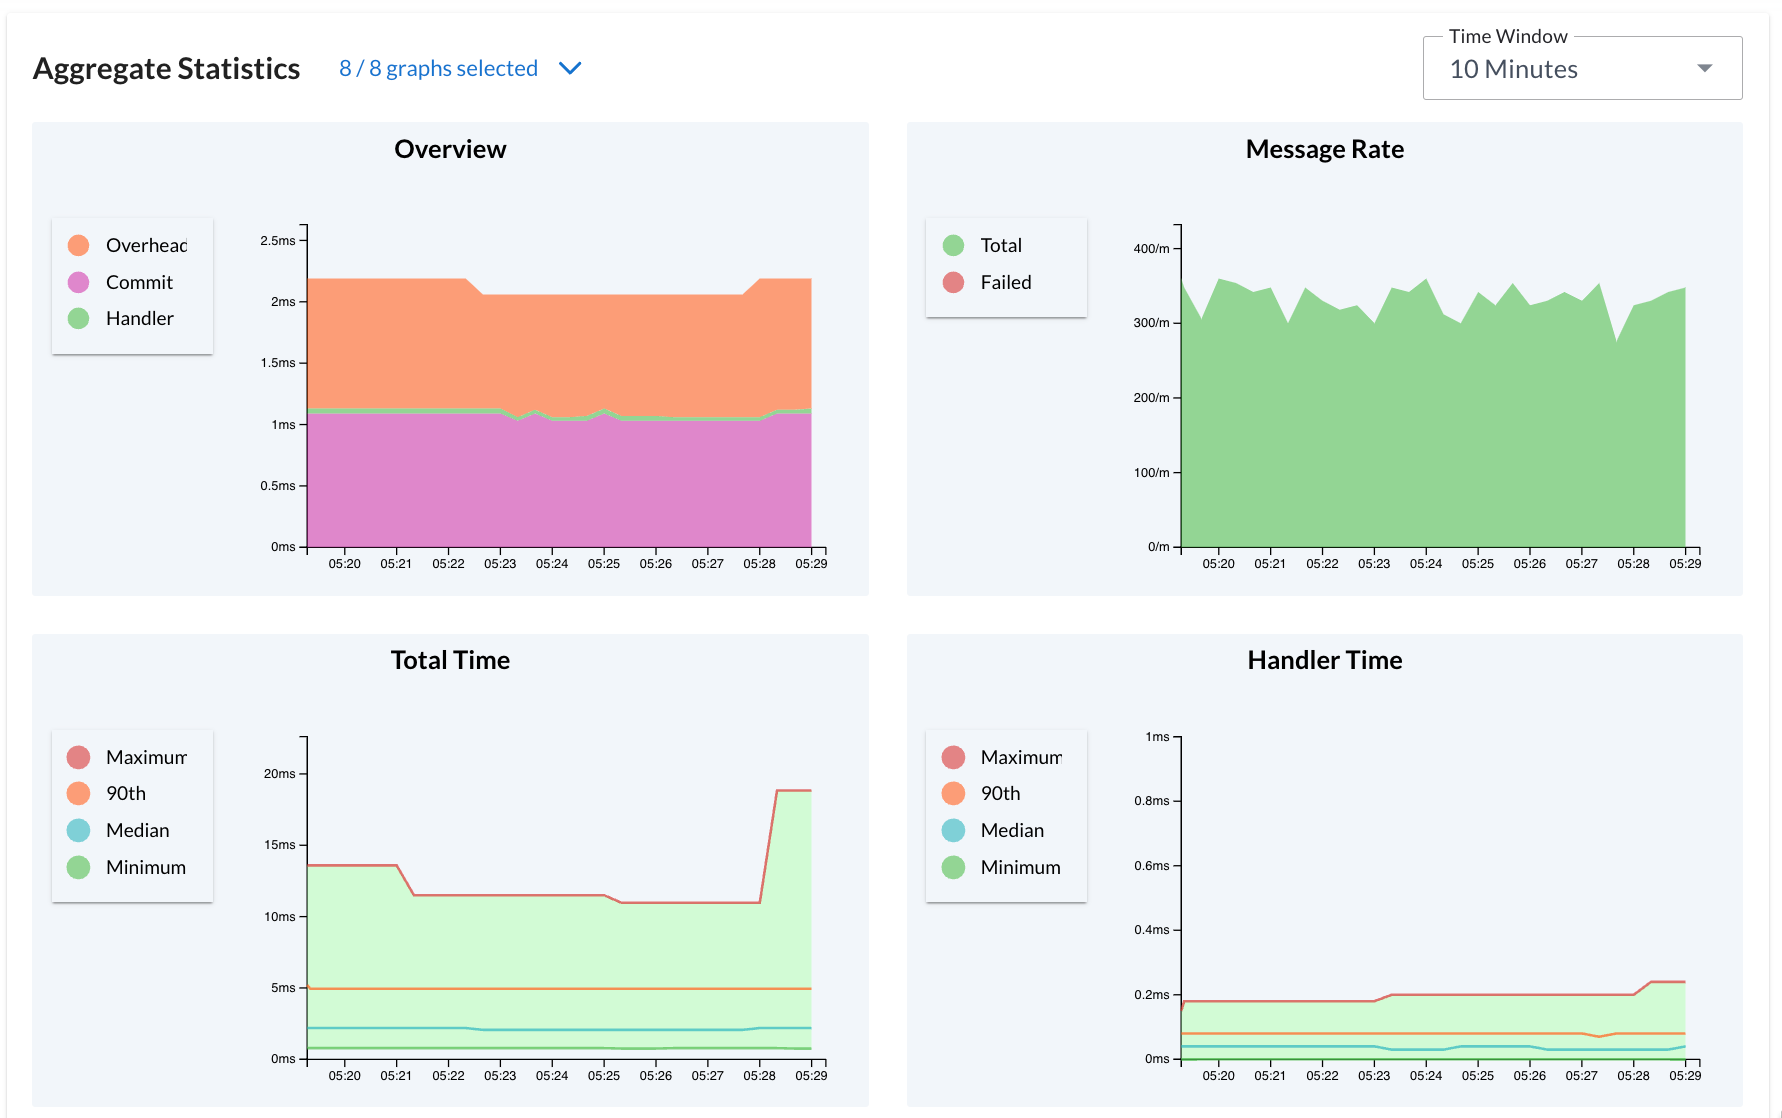 Aggregate Statistics
8 / 8 graphs selected
Time Window
10 Minutes
Overview
Overhead
Commit
Handler
2.5ms
2ms
1.5ms
1ms
0.5ms
0ms
05:20 05:21 05:22 05:23 05:24 05:25 05:26 05:27 05:28 05:29
Message Rate
Total
Failed
400/m
300/m
200/m
100/m
0/m
05:20 05:21 05:22 05:23 05:24 05:25 05:26 05:27 05:28 05:29
Total Time
Maximum
90th
Median
Minimum
20ms
15ms
10ms
5ms
0ms
05:20 05:21 05:22 05:23 05:24 05:25 05:26 05:27 05:28 05:29
Handler Time
Maximum
90th
Median
Minimum
1ms
0.8ms
0.6ms
0.4ms
0.2ms
0ms
05:20 05:21 05:22 05:23 05:24 05:25 05:26 05:27 05:28 05:29